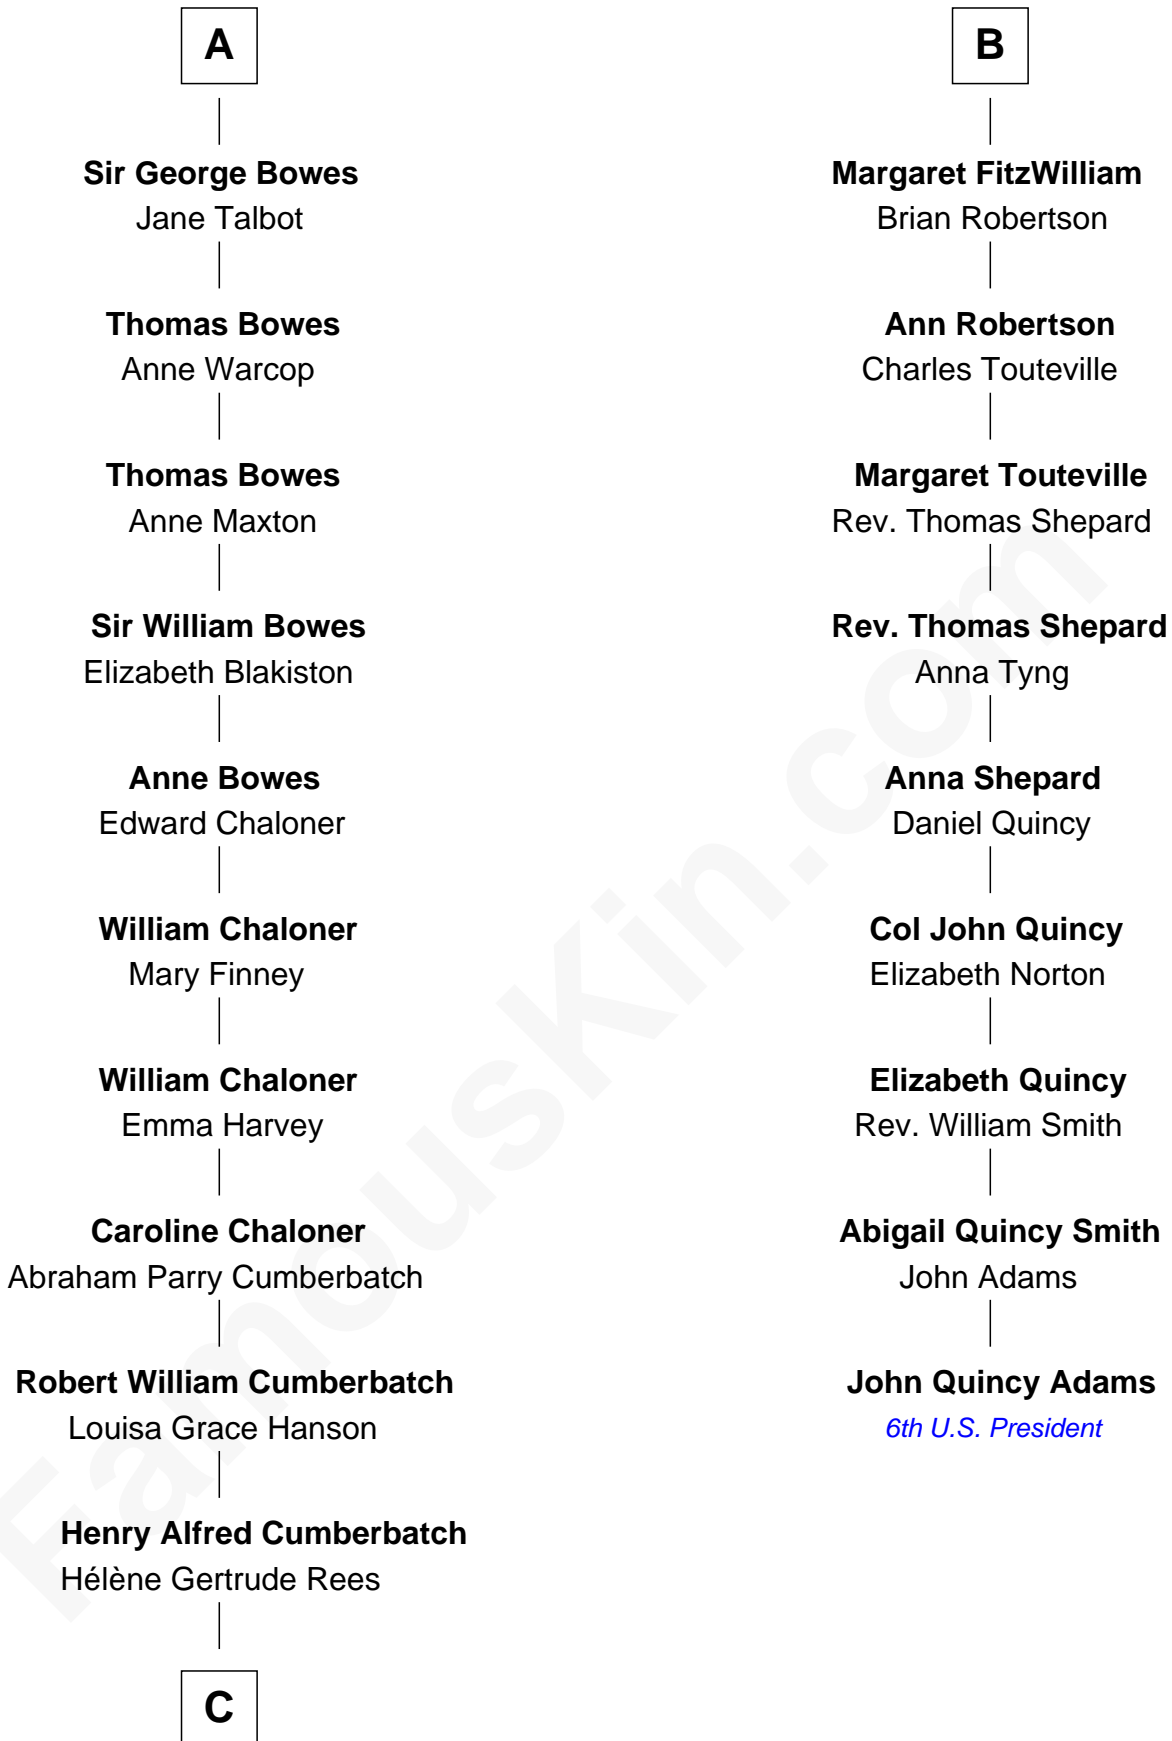 A
Sir George Bowes
Jane Talbot
Thomas Bowes
Anne Warcop
Thomas Bowes
Anne Maxton
Sir William Bowes
Elizabeth Blakiston
Anne Bowes
Edward Chaloner
William Chaloner
Mary Finney
William Chaloner
Emma Harvey
Caroline Chaloner
Abraham Parry Cumberbatch
Robert William Cumberbatch
Louisa Grace Hanson
Henry Alfred Cumberbatch
Hélène Gertrude Rees
C
B
Margaret FitzWilliam
Brian Robertson
Ann Robertson
Charles Touteville
Margaret Touteville
Rev. Thomas Shepard
Rev. Thomas Shepard
Anna Tyng
Anna Shepard
Daniel Quincy
Col John Quincy
Elizabeth Norton
Elizabeth Quincy
Rev. William Smith
Abigail Quincy Smith
John Adams
John Quincy Adams
6th U.S. President
FamousKin.com